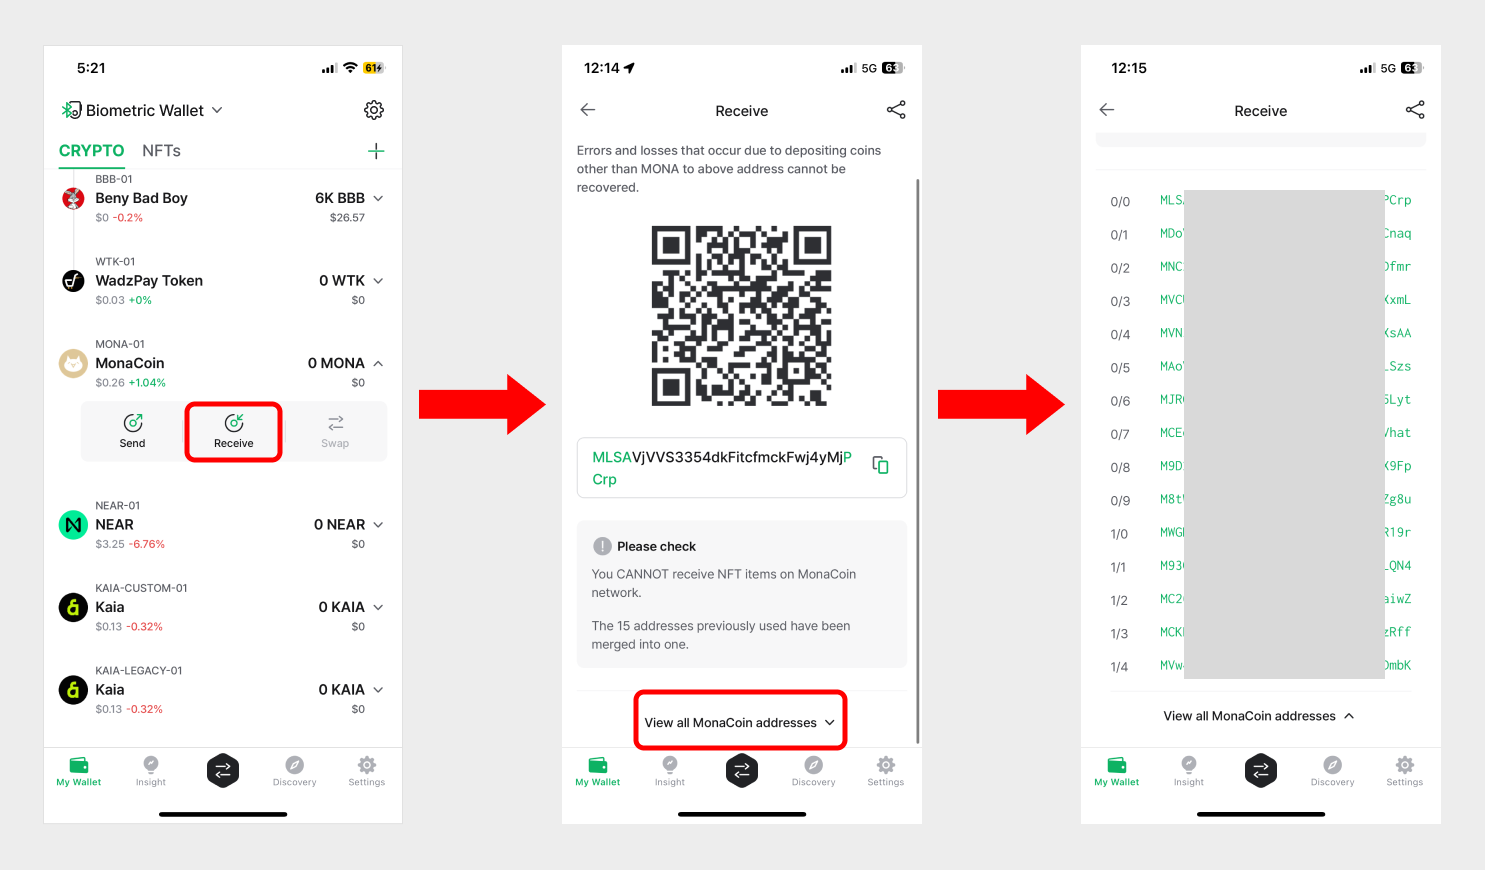 5:21
61
Biometric Wallet
CRYPTO NFTs
BBB-01
Beny Bad Boy 6K BBB
$0 -0.2% $26.57
WTK-01
WadzPay Token 0 WTK
$0.03 +0% $0
MONA-01
MonaCoin 0 MONA
$0.26 +1.04% $0
Send Receive Swap
NEAR-01
NEAR 0 NEAR
$3.25 -6.76% $0
KAIA-CUSTOM-01
Kaia 0 KAIA
$0.13 -0.32% $0
KAIA-LEGACY-01
Kaia 0 KAIA
$0.13 -0.32% $0
My Wallet Insight Discovery Settings
12:14 5G 63
Receive
Errors and losses that occur due to depositing coins
other than MONA to above address cannot be
recovered.
MLSAVjVVS3354dkFitcfmckFwj4yMjP
Crp
Please check
You CANNOT receive NFT items on MonaCoin
network.
The 15 addresses previously used have been
merged into one.
View all MonaCoin addresses
My Wallet Insight Discovery Settings
12:15 5G 63
Receive
0/0 MLS PCrp
0/1 MDo Cnaq
0/2 MNC fmr
0/3 MVC XxmL
0/4 MVN XsAA
0/5 MAo Szs
0/6 MJR Lyt
0/7 MCE Vhat
0/8 M9D X9Fp
0/9 M8t Zg8u
1/0 MWG R19r
1/1 M93 LQN4
1/2 MC2 aiwZ
1/3 MCK zRff
1/4 MVw mbK
View all MonaCoin addresses
My Wallet Insight Discovery Settings